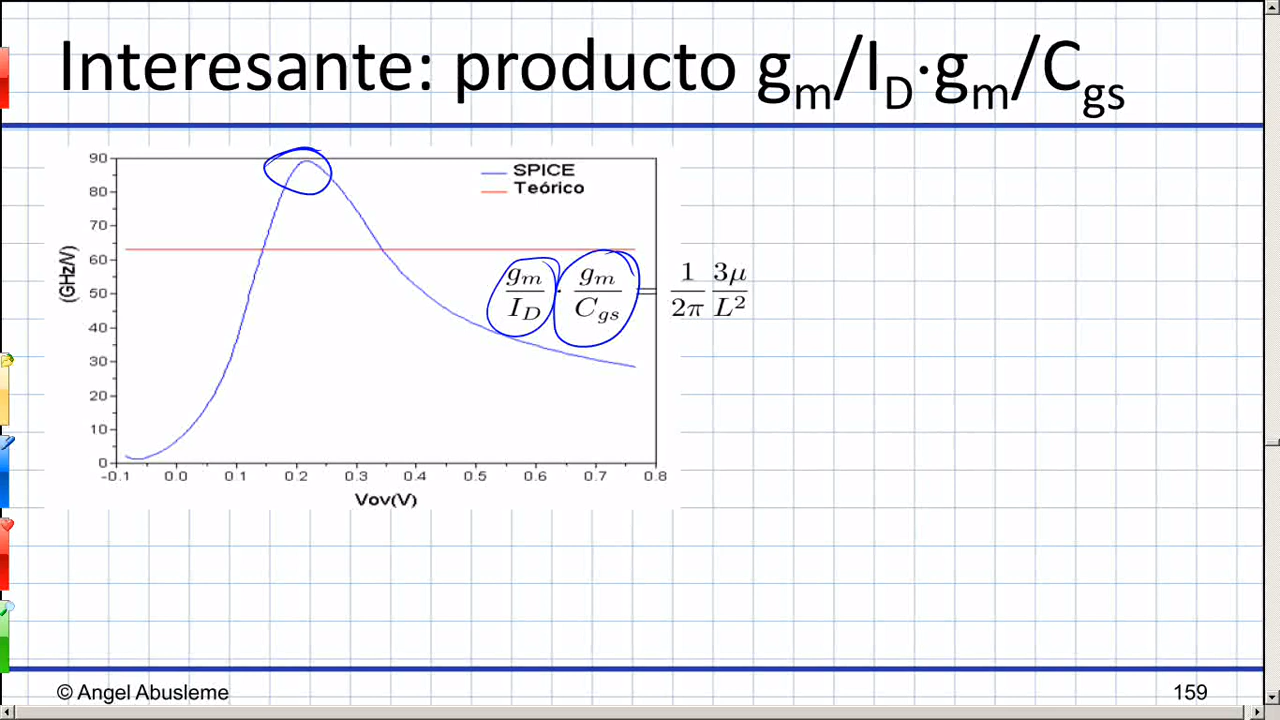 Interesante: producto gm/ID·gm/Cgs
90
80
70
60
50
40
30
20
10
0
(GHz/V)
SPICE
Teórico
gm/ID · gm/Cgs = 1/2π 3μ/L²
-0.1 0.0 0.1 0.2 0.3 0.4 0.5 0.6 0.7 0.8
Vov(V)
© Angel Abusleme
159